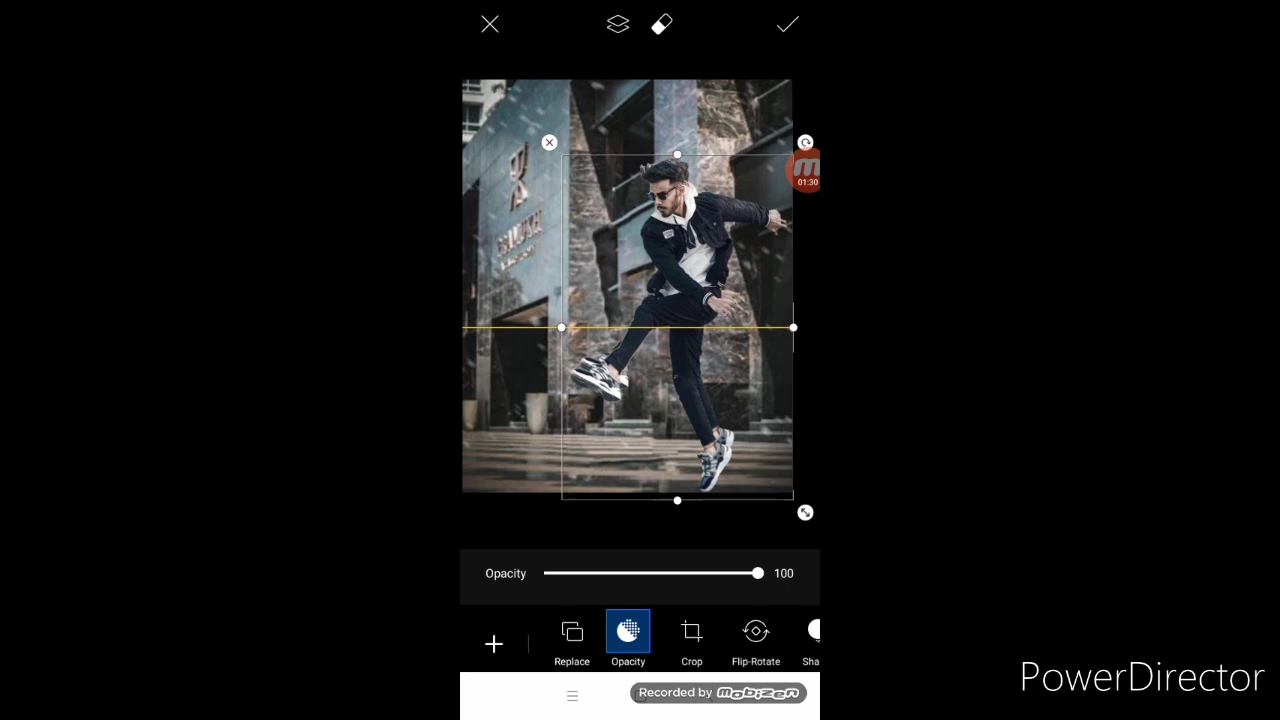 01:30
Opacity
100
Replace
Opacity
Crop
Flip-Rotate
Sha
Recorded by mobizen
PowerDirector